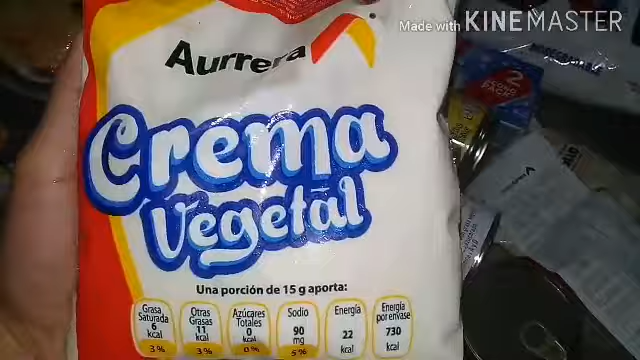 Made with KINEMASTER
Aurrera
Crema
Vegetal
Una porción de 15 g aporta:
Grasa Saturada 6 kcal 3 %
Otras Grasas 11 kcal 3 %
Azúcares Totales 0 kcal 0 %
Sodio 90 mg 5 %
Energía 22 kcal
Energía por envase 730 kcal
2